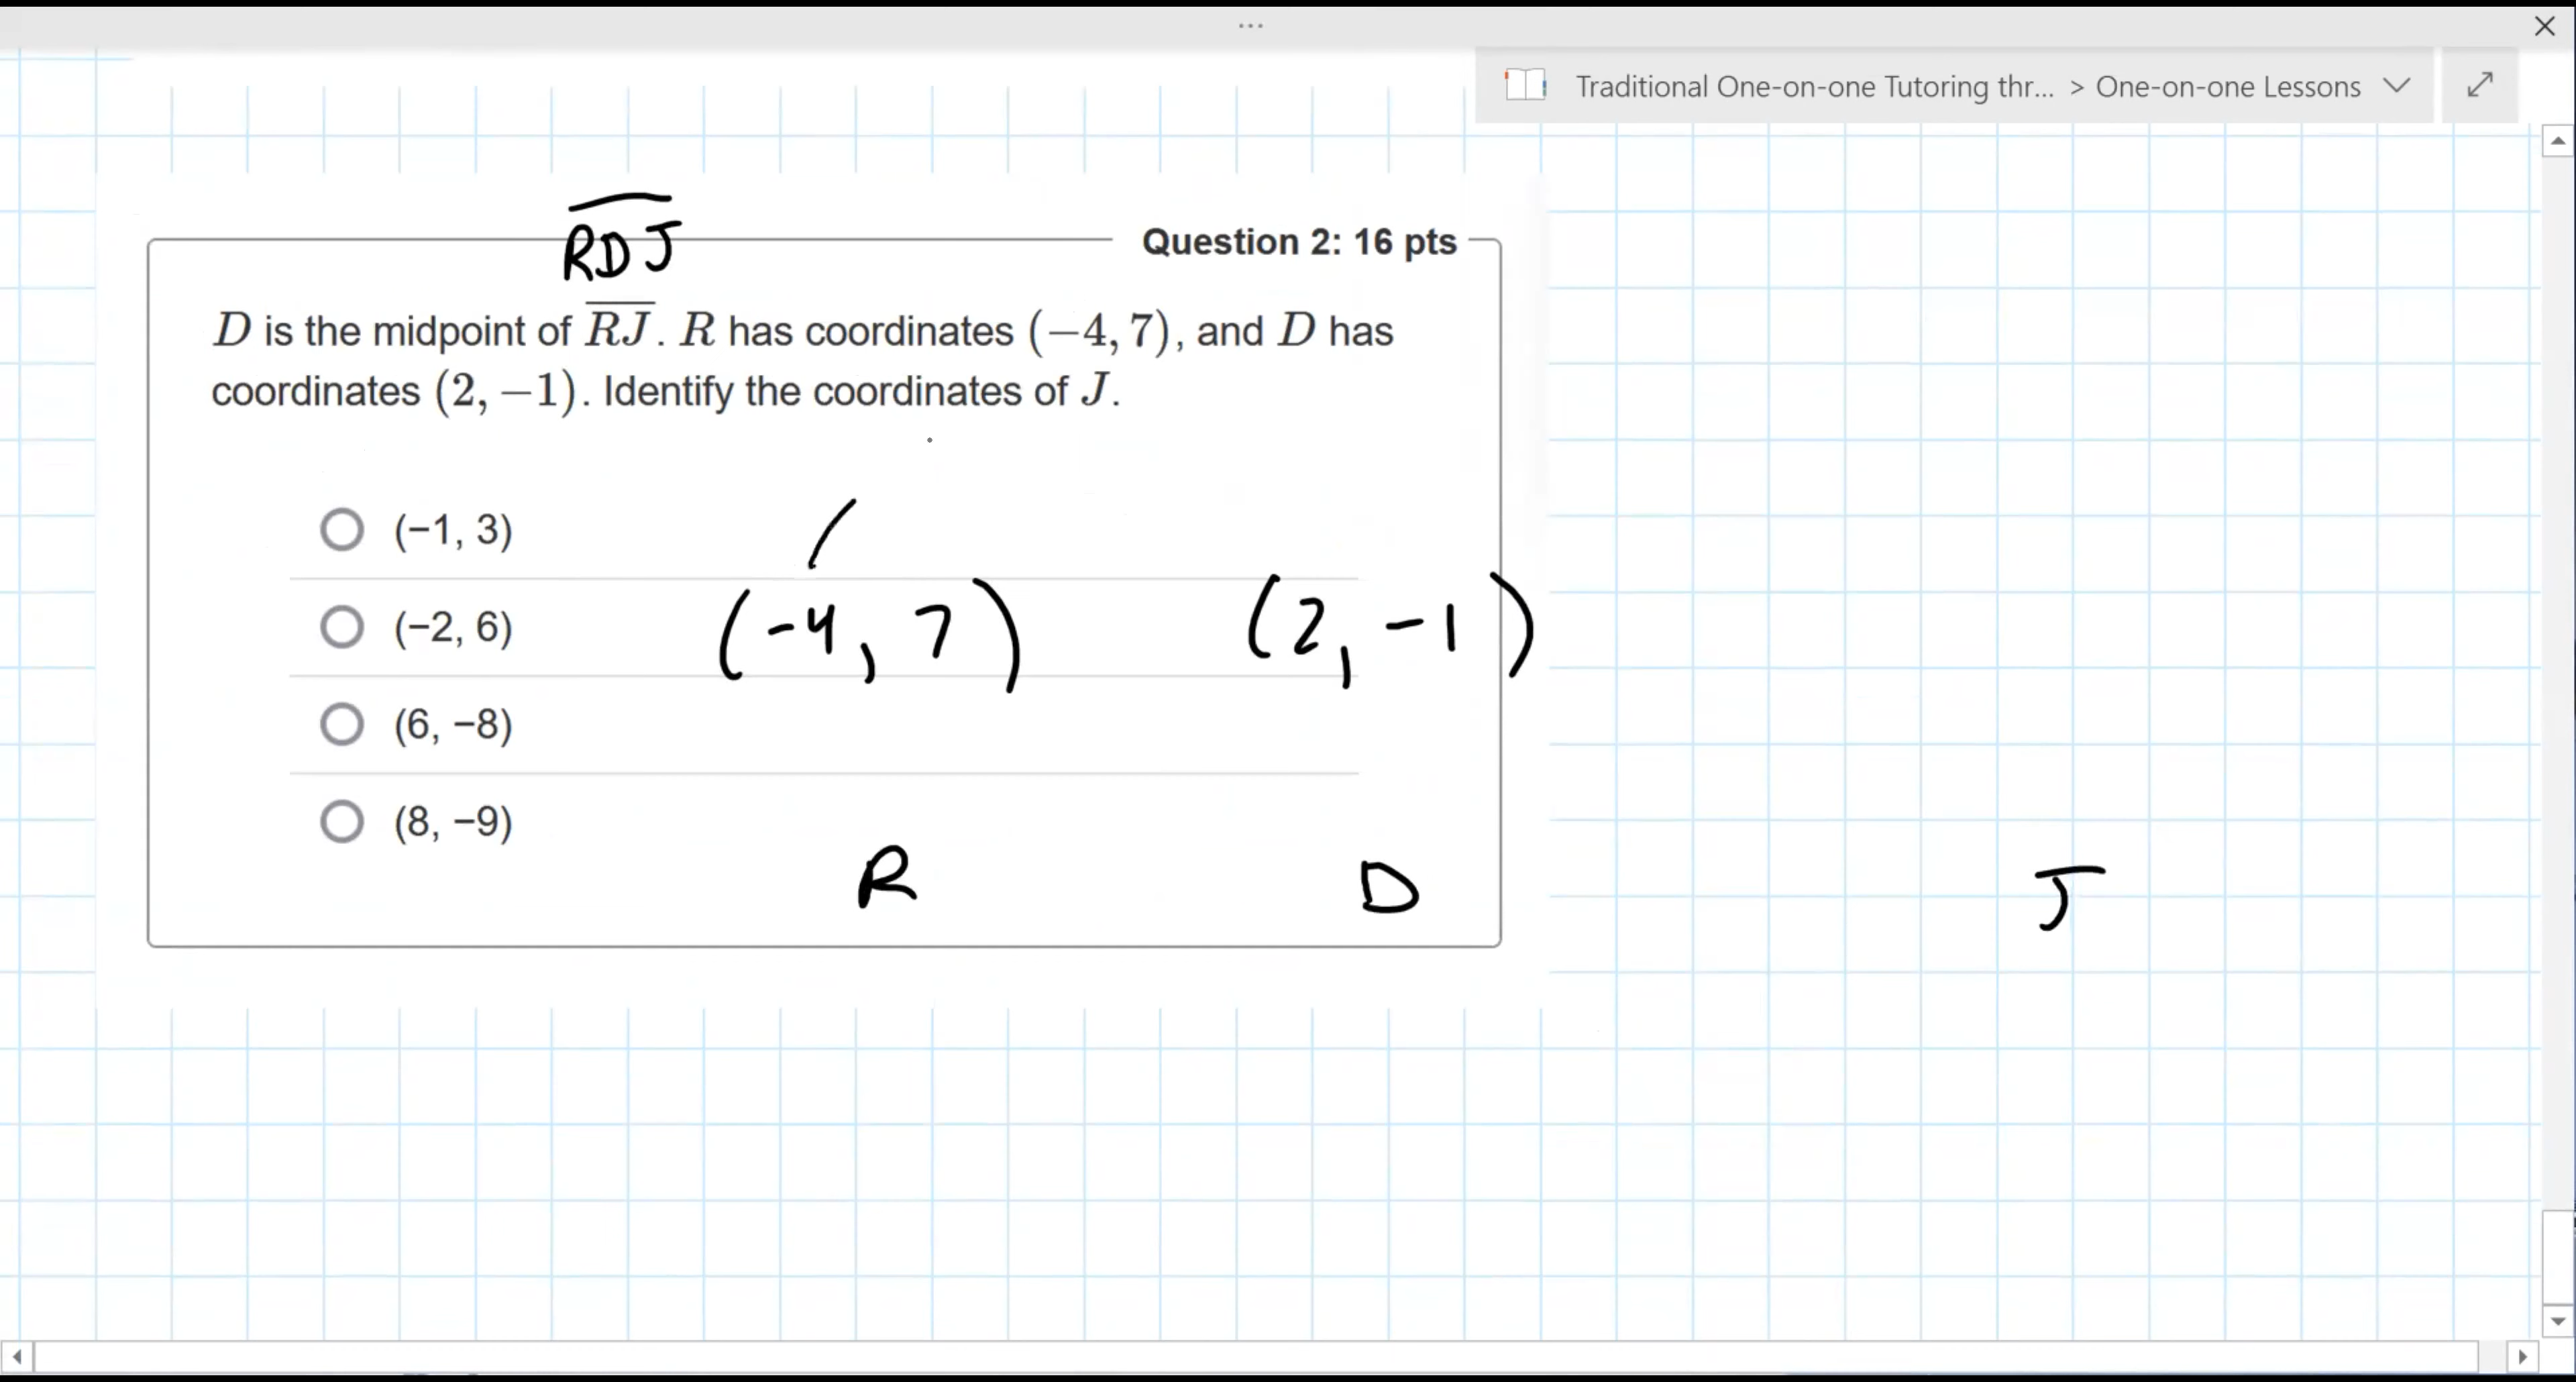 Traditional One-on-one Tutoring thr... > One-on-one Lessons
RDJ
Question 2: 16 pts
D is the midpoint of RJ. R has coordinates (−4, 7), and D has
coordinates (2, −1). Identify the coordinates of J.
(−1, 3)
(−2, 6)
(-4, 7) (2, -1)
(6, −8)
(8, −9)
R D J